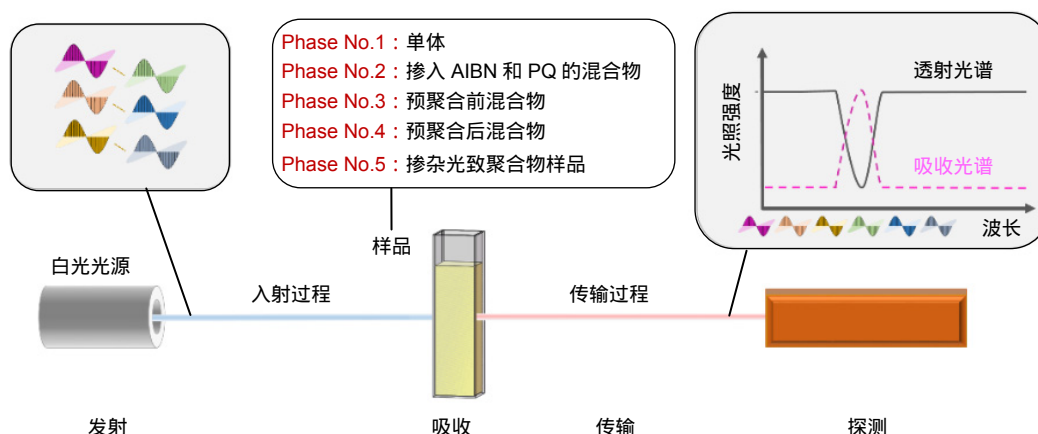 Phase No.1：单体
Phase No.2：掺入 AIBN 和 PQ 的混合物
Phase No.3：预聚合前混合物
Phase No.4：预聚合后混合物
Phase No.5：掺杂光致聚合物样品
光照强度
透射光谱
吸收光谱
波长
样品
白光光源
入射过程
传输过程
发射
吸收
传输
探测